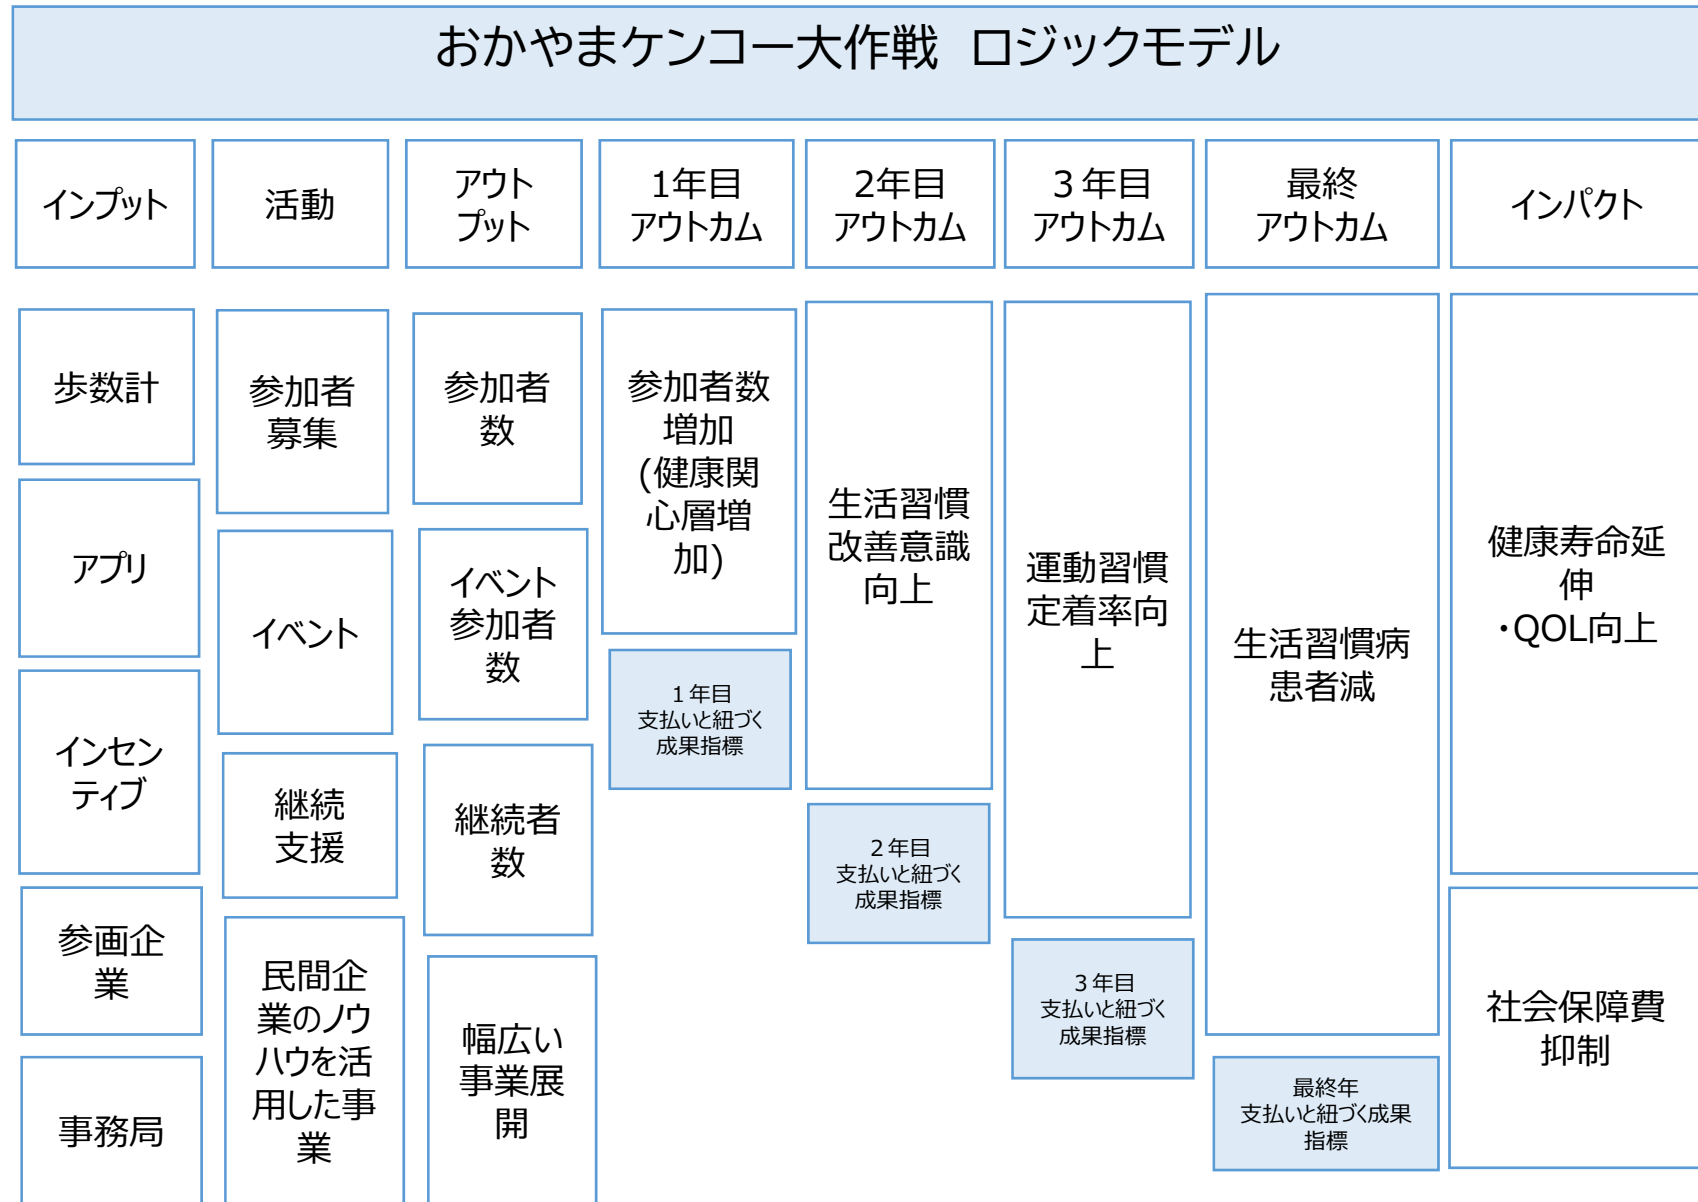 おかやまケンコー大作戦　ロジックモデル
インプット
活動
アウト
プット
1年目
アウトカム
2年目
アウトカム
３年目
アウトカム
最終
アウトカム
インパクト
歩数計
アプリ
インセン
ティブ
参画企
業
事務局
参加者
募集
イベント
継続
支援
民間企
業のノウ
ハウを活
用した事
業
参加者
数
イベント
参加者
数
継続者
数
幅広い
事業展
開
参加者数
増加
(健康関
心層増
加)
１年目
支払いと紐づく
成果指標
生活習慣
改善意識
向上
２年目
支払いと紐づく
成果指標
運動習慣
定着率向
上
３年目
支払いと紐づく
成果指標
生活習慣病
患者減
最終年
支払いと紐づく成果
指標
健康寿命延
伸
・QOL向上
社会保障費
抑制